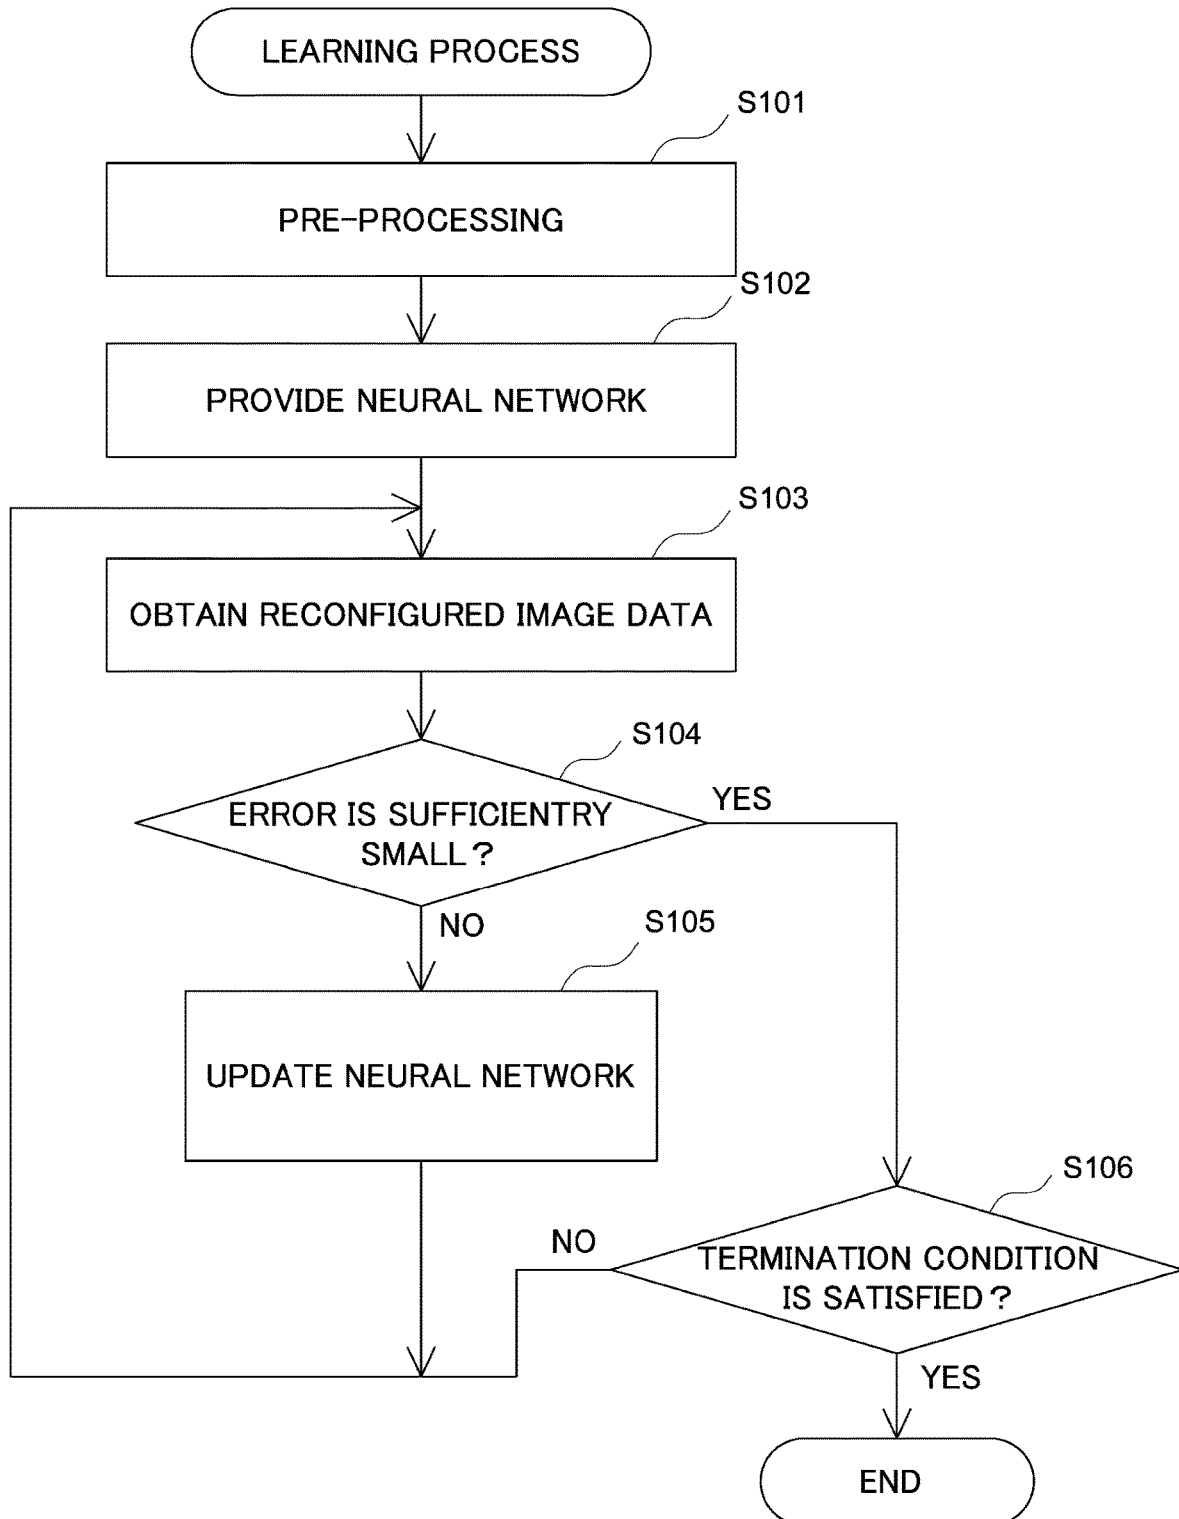 LEARNING PROCESS
S101
PRE-PROCESSING
S102
PROVIDE NEURAL NETWORK
S103
OBTAIN RECONFIGURED IMAGE DATA
S104
YES
ERROR IS SUFFICIENTRY
SMALL?
NO
S105
UPDATE NEURAL NETWORK
S106
NO
TERMINATION CONDITION
IS SATISFIED?
YES
END